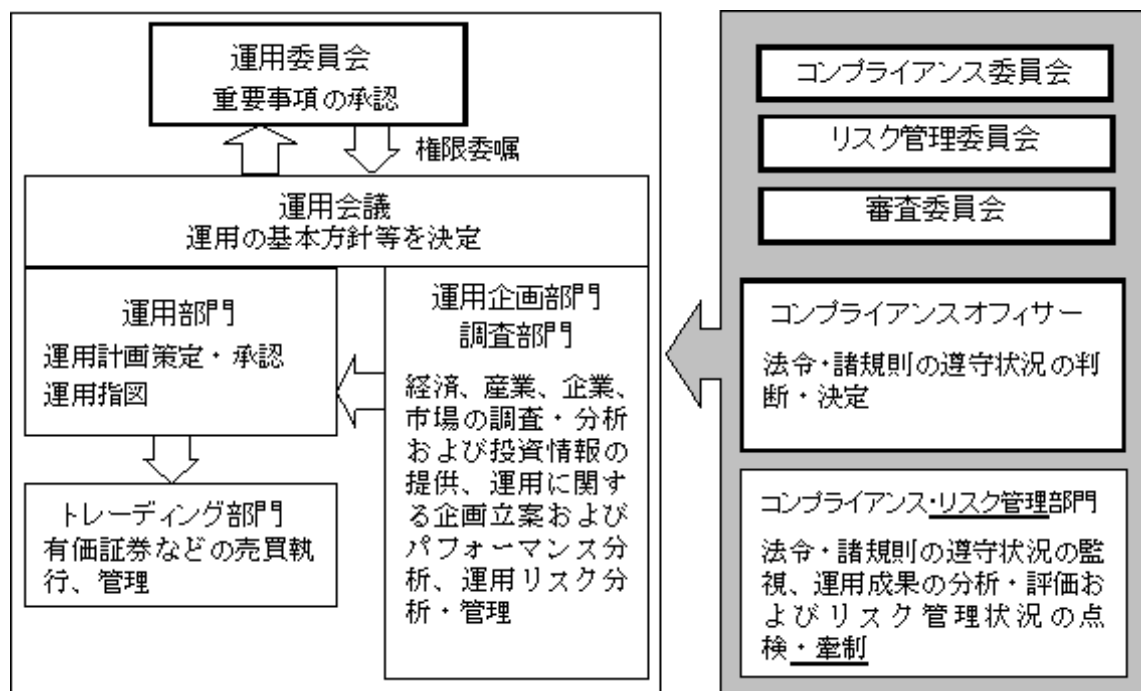 運用委員会
重要事項の承認
権限委嘱
運用会議
運用の基本方針等を決定
運用部門
運用計画策定・承認
運用指図
運用企画部門
調査部門
経済、産業、企業、
市場の調査・分析
および投資情報の
提供、運用に関す
る企画立案および
パフォーマンス分
析、運用リスク分
析・管理
トレーディング部門
有価証券などの売買執
行、管理
コンプライアンス委員会
リスク管理委員会
審査委員会
コンプライアンスオフィサー
法令・諸規則の遵守状況の判
断・決定
コンプライアンス・リスク管理部門
法令・諸規則の遵守状況の監
視、運用成果の分析・評価お
よびリスク管理状況の点
検・牽制